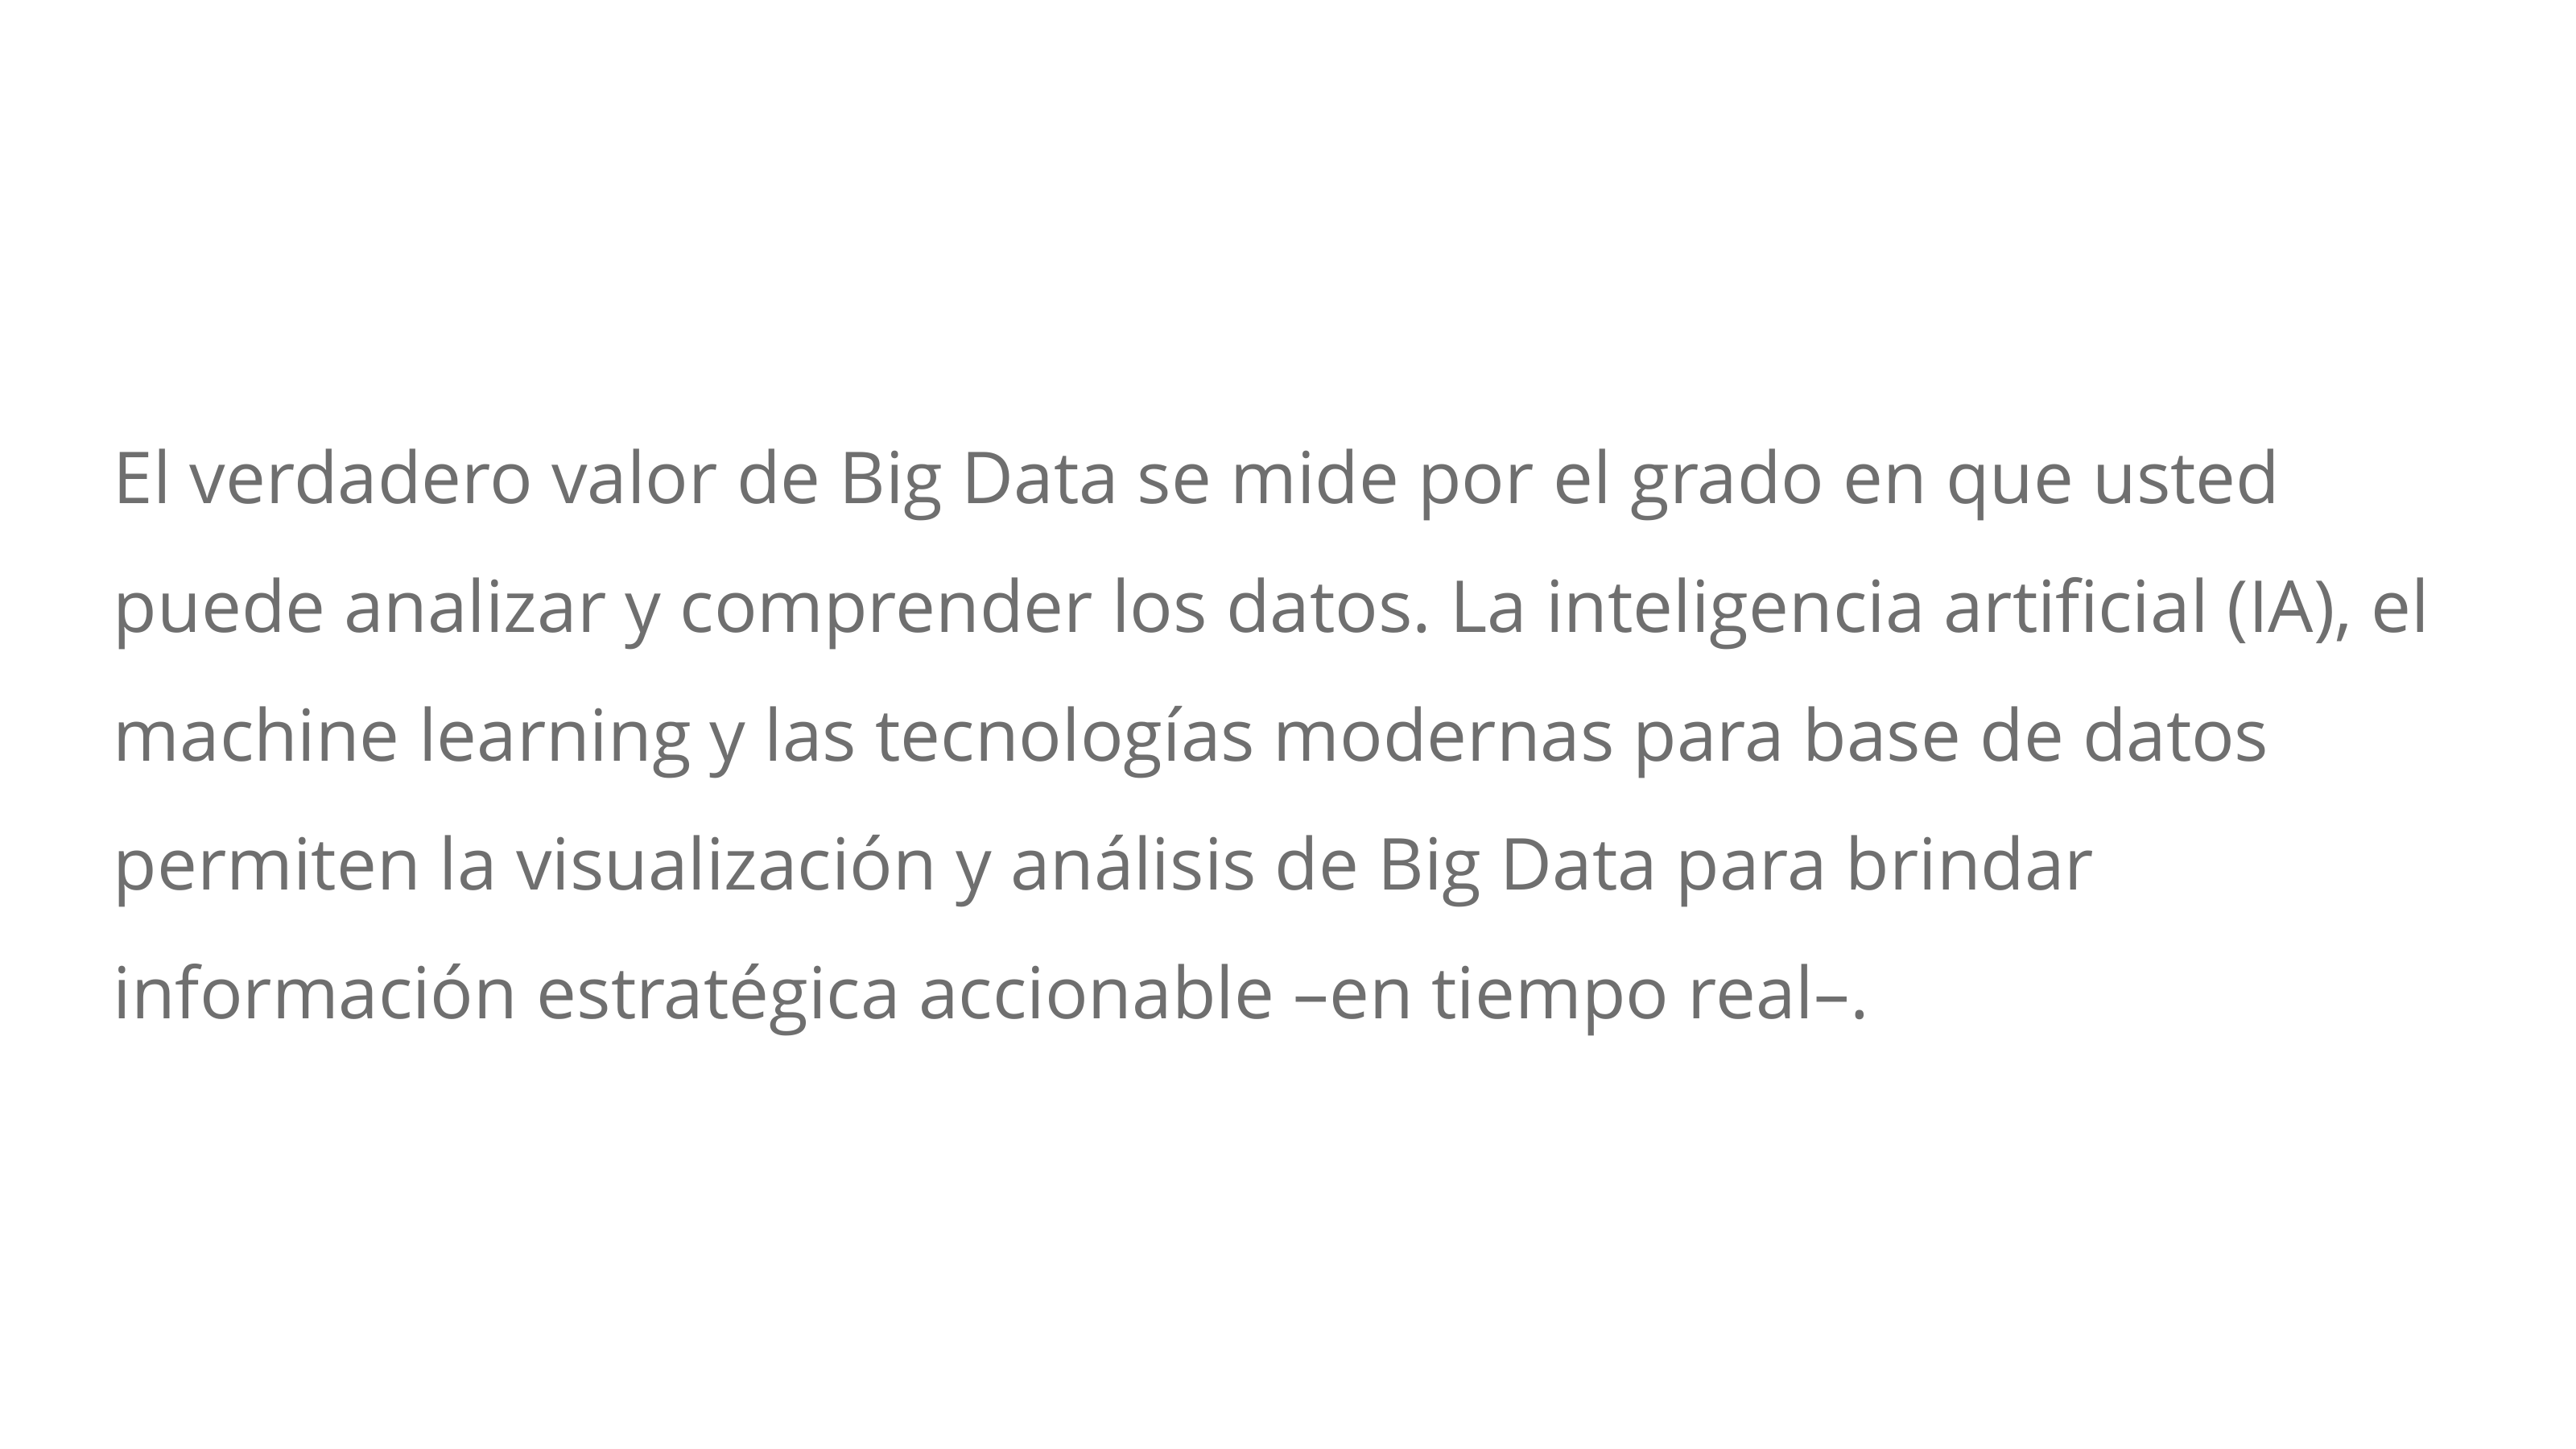 El verdadero valor de Big Data se mide por el grado en que usted
puede analizar y comprender los datos. La inteligencia artificial (IA), el
machine learning y las tecnologías modernas para base de datos
permiten la visualización y análisis de Big Data para brindar
información estratégica accionable –en tiempo real–.